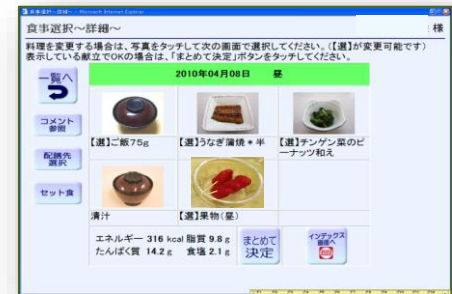 食事選択～詳細～ - Microsoft Internet Explorer
食事選択～詳細～
様
料理を変更する場合は、写真をタッチして次の画面で選択してください。(【選】が変更可能です)
表示している献立でOKの場合は、「まとめて決定」ボタンをタッチしてください。
一覧へ
2010年04月08日 昼
コメント
参照
配膳先
選択
セット食
【選】ご飯75g
【選】うなぎ蒲焼＊半
【選】チンゲン菜のピ
ーナッツ和え
清汁
【選】果物(昼)
エネルギー 316 kcal 脂質 9.8 g
たんぱく質 14.2 g 食塩 2.1 g
まとめて
決定
インデックス
画面へ